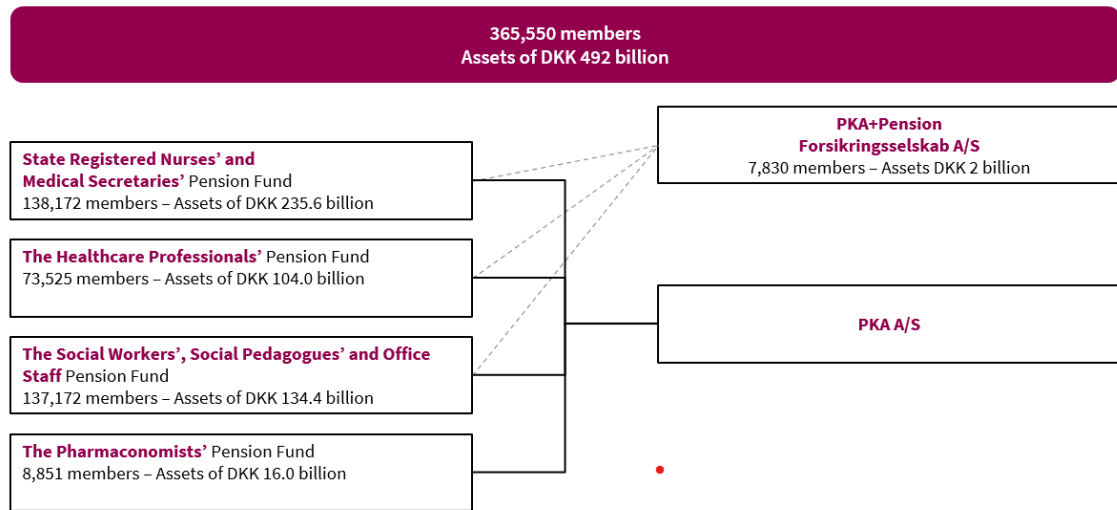 365,550 members
Assets of DKK 492 billion
State Registered Nurses’ and
Medical Secretaries’ Pension Fund
138,172 members – Assets of DKK 235.6 billion
The Healthcare Professionals’ Pension Fund
73,525 members – Assets of DKK 104.0 billion
The Social Workers’, Social Pedagogues’ and Office
Staff Pension Fund
137,172 members – Assets of DKK 134.4 billion
The Pharmaconomists’ Pension Fund
8,851 members – Assets of DKK 16.0 billion
PKA+Pension
Forsikringsselskab A/S
7,830 members – Assets DKK 2 billion
PKA A/S